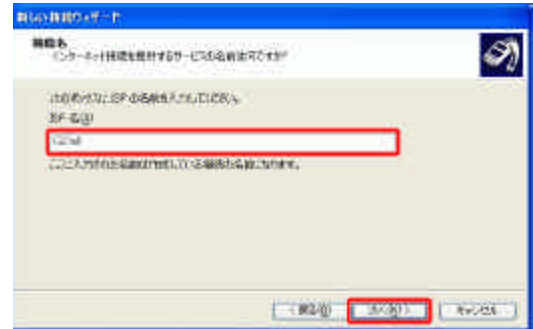 新しい接続ウィザード
接続名
インターネット接続を提供するサービスの名前は何ですか?
次のボックスに ISP の名前を入力してください。
ISP 名(A)
ここに入力された名前は作成している接続の名前になります。
< 戻る(B) 次へ(N) > キャンセル